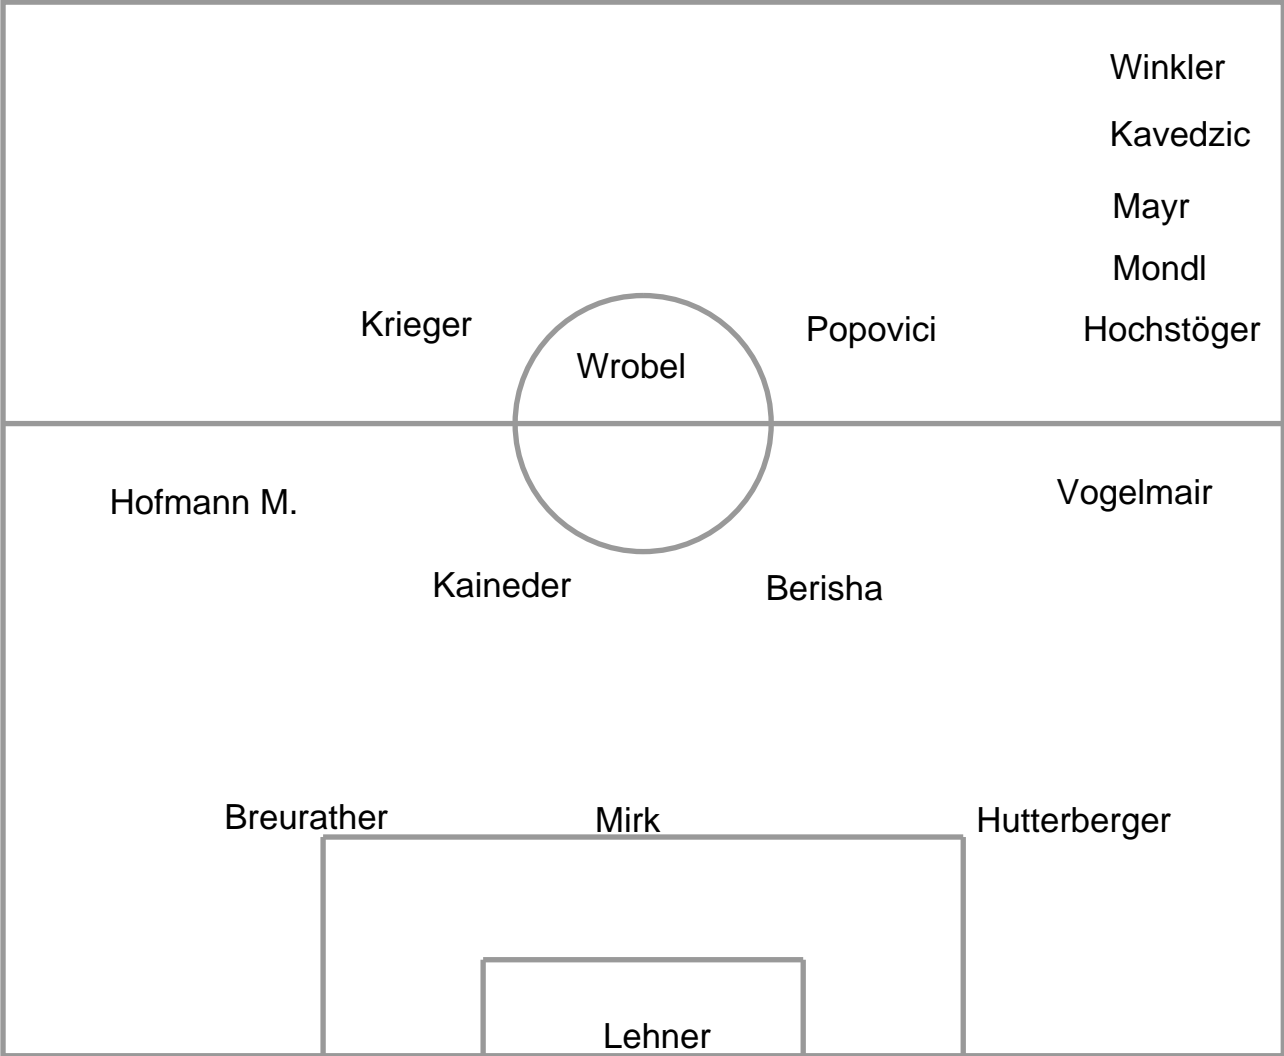 Winkler
Kavedzic
Mayr
Mondl
Krieger
Popovici
Hochstöger
Wrobel
Hofmann M.
Vogelmair
Kaineder
Berisha
Breurather
Mirk
Hutterberger
Lehner